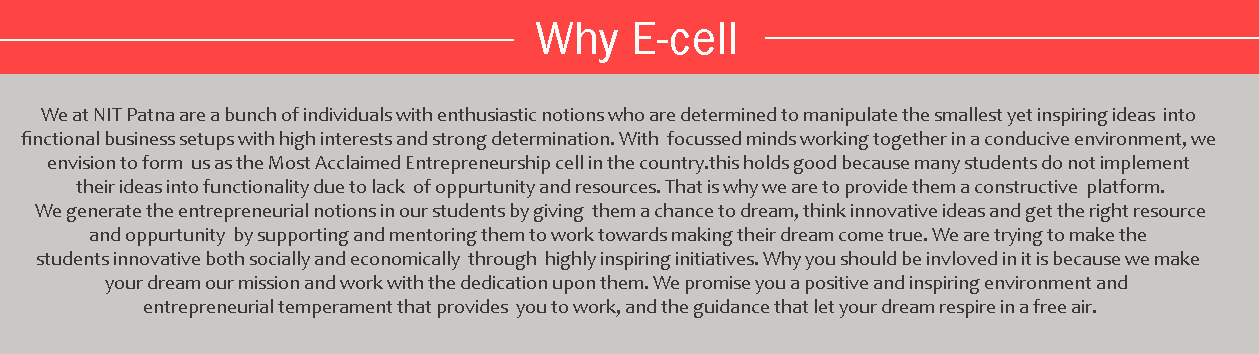 Why E-cell
We at NIT Patna are a bunch of individuals with enthusiastic notions who are determined to manipulate the smallest yet inspiring ideas into
finctional business setups with high interests and strong determination. With focussed minds working together in a conducive environment, we
envision to form us as the Most Acclaimed Entrepreneurship cell in the country.this holds good because many students do not implement
their ideas into functionality due to lack of oppurtunity and resources. That is why we are to provide them a constructive platform.
We generate the entrepreneurial notions in our students by giving them a chance to dream, think innovative ideas and get the right resource
and oppurtunity by supporting and mentoring them to work towards making their dream come true. We are trying to make the
students innovative both socially and economically through highly inspiring initiatives. Why you should be invloved in it is because we make
your dream our mission and work with the dedication upon them. We promise you a positive and inspiring environment and
entrepreneurial temperament that provides you to work, and the guidance that let your dream respire in a free air.